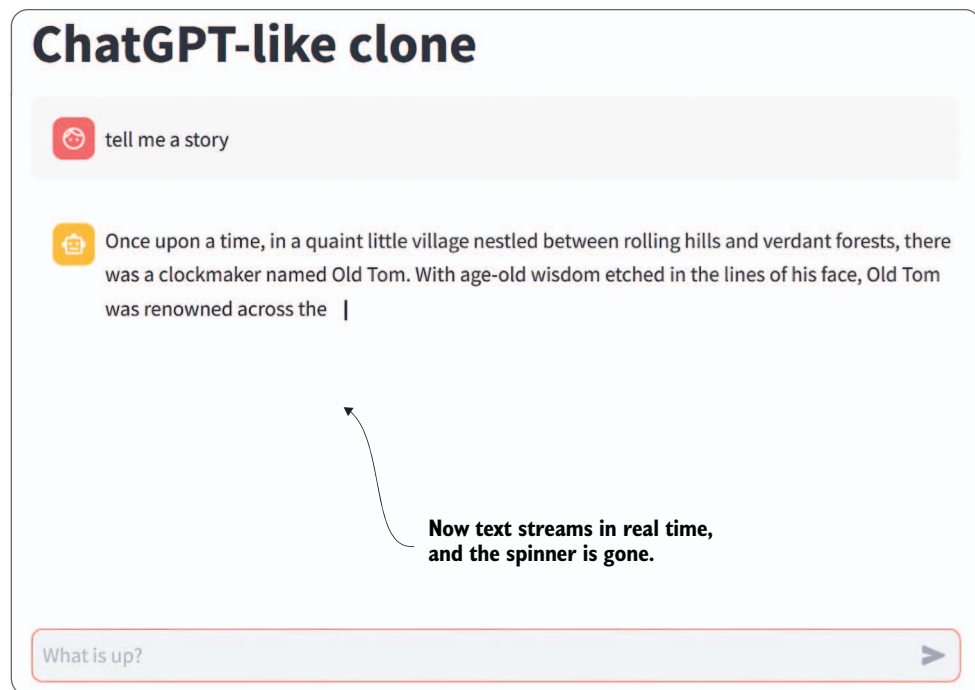 ChatGPT-like clone
tell me a story
Once upon a time, in a quaint little village nestled between rolling hills and verdant forests, there
was a clockmaker named Old Tom. With age-old wisdom etched in the lines of his face, Old Tom
was renowned across the
Now text streams in real time,
and the spinner is gone.
What is up?